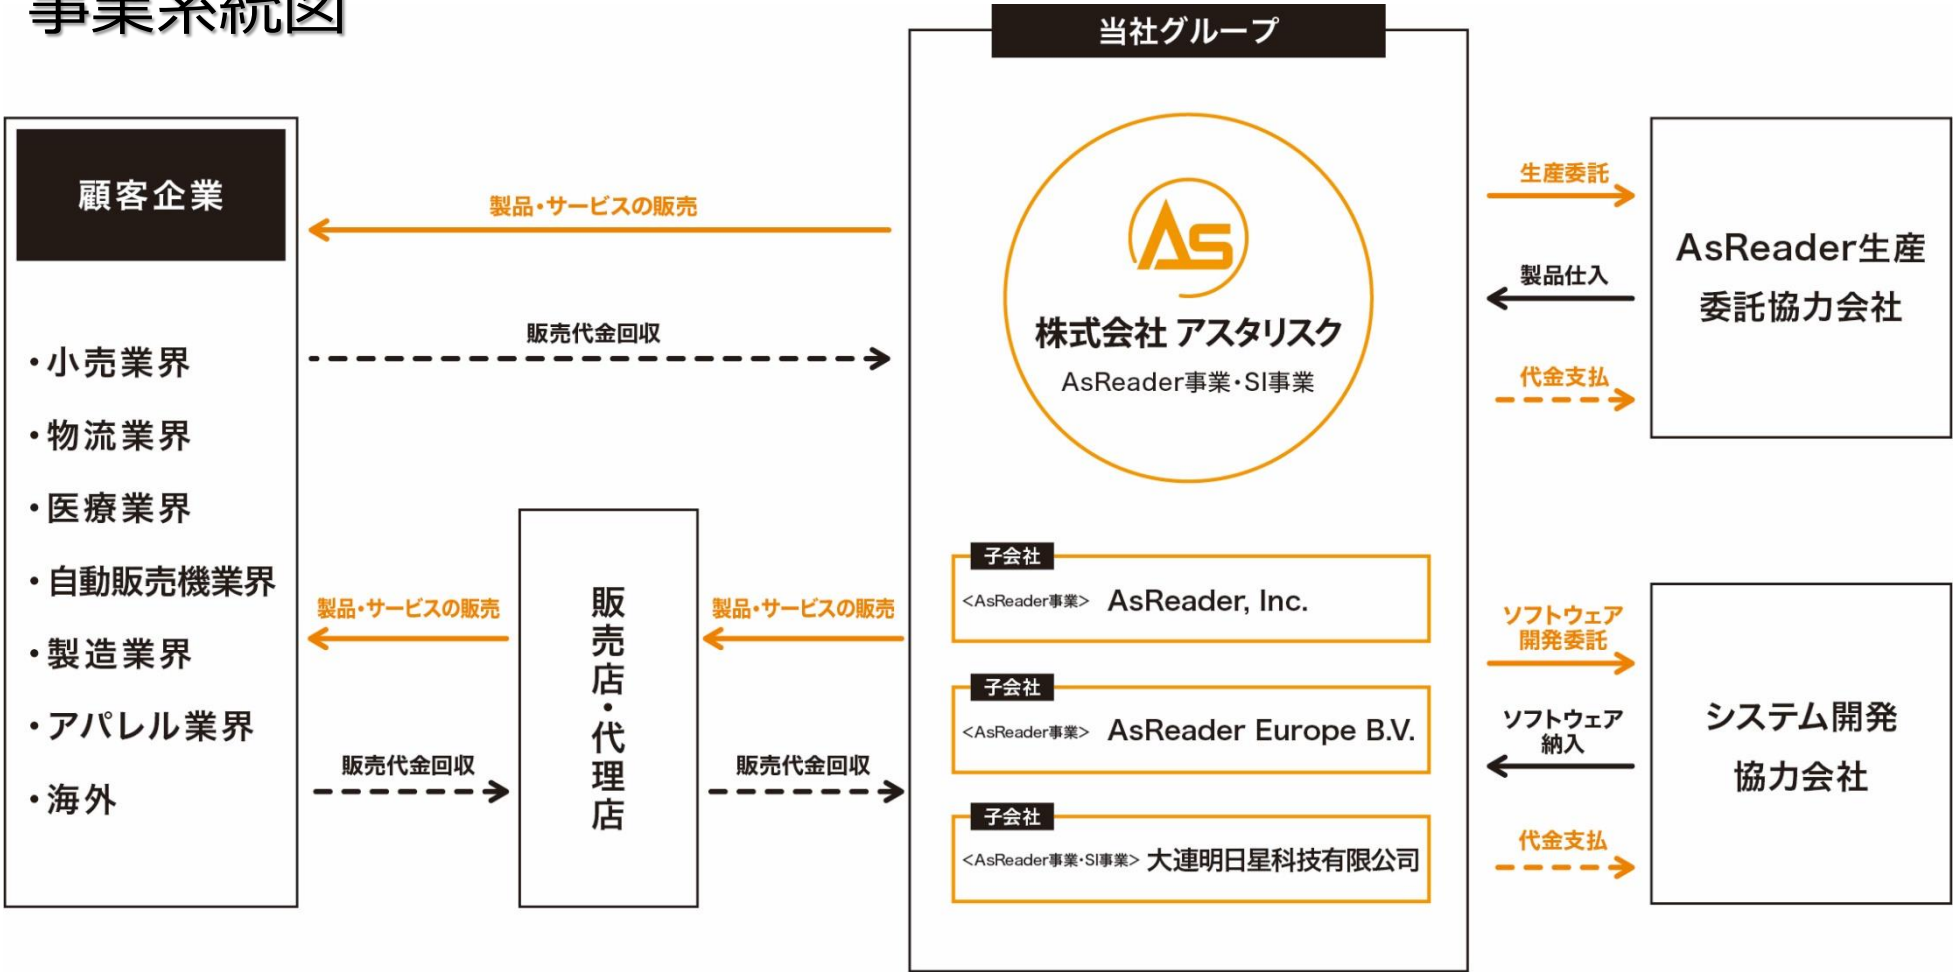 事業系統図
当社グループ
顧客企業
・小売業界
・物流業界
・医療業界
・自動販売機業界
・製造業界
・アパレル業界
・海外
製品・サービスの販売
販売代金回収
製品・サービスの販売
販売代金回収
販売店・代理店
製品・サービスの販売
販売代金回収
As
株式会社 アスタリスク
AsReader事業・SI事業
子会社
<AsReader事業> AsReader, Inc.
子会社
<AsReader事業> AsReader Europe B.V.
子会社
<AsReader事業・SI事業> 大連明日星科技有限公司
生産委託
製品仕入
代金支払
AsReader生産
委託協力会社
ソフトウェア
開発委託
ソフトウェア
納入
代金支払
システム開発
協力会社